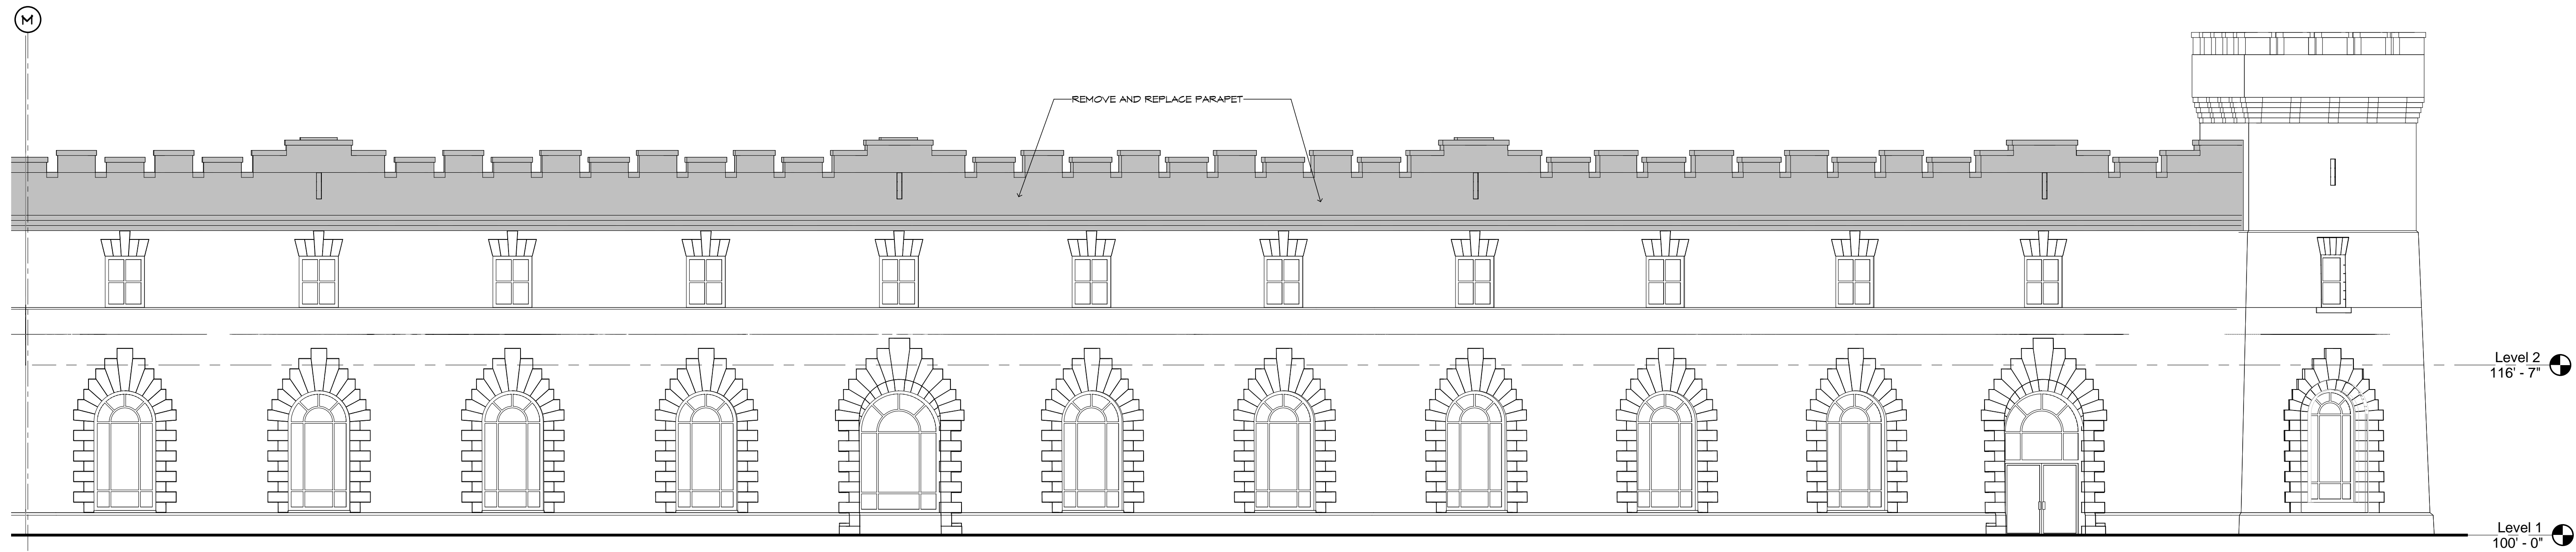 M
REMOVE AND REPLACE PARAPET
Level 2
116' - 7"
Level 1
100' - 0"